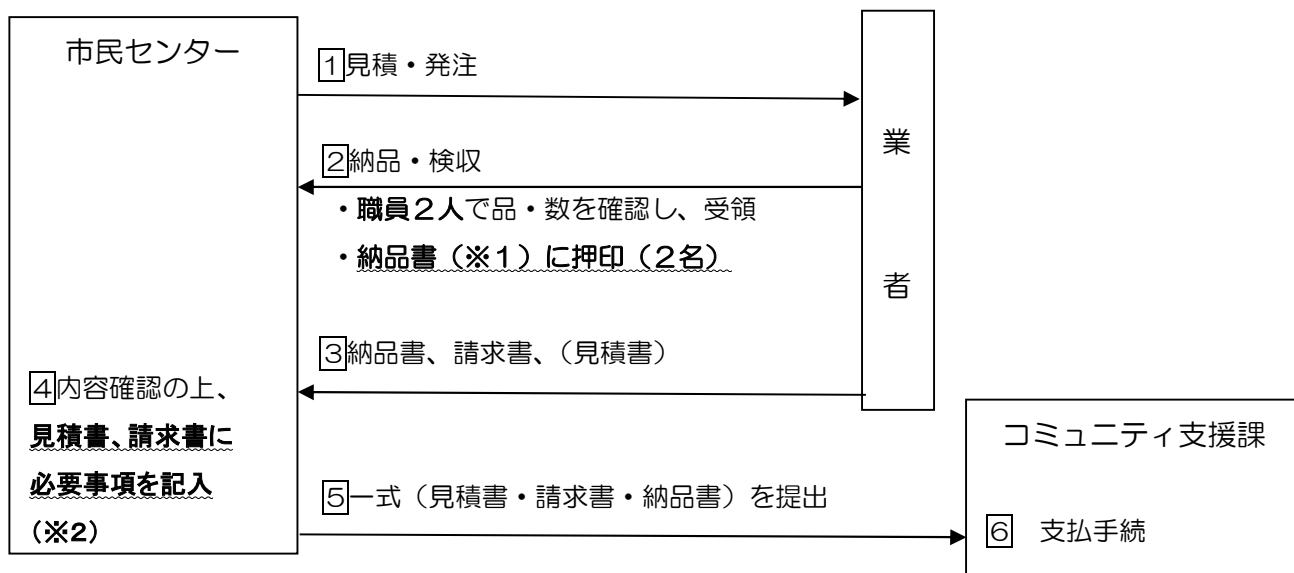 市民センター
1見積・発注
業
者
2納品・検収
・職員２人で品・数を確認し、受領
・納品書（※１）に押印（２名）
3納品書、請求書、（見積書）
4内容確認の上、
見積書、請求書に
必要事項を記入
（※2）
5一式（見積書・請求書・納品書）を提出
コミュニティ支援課
6　支払手続